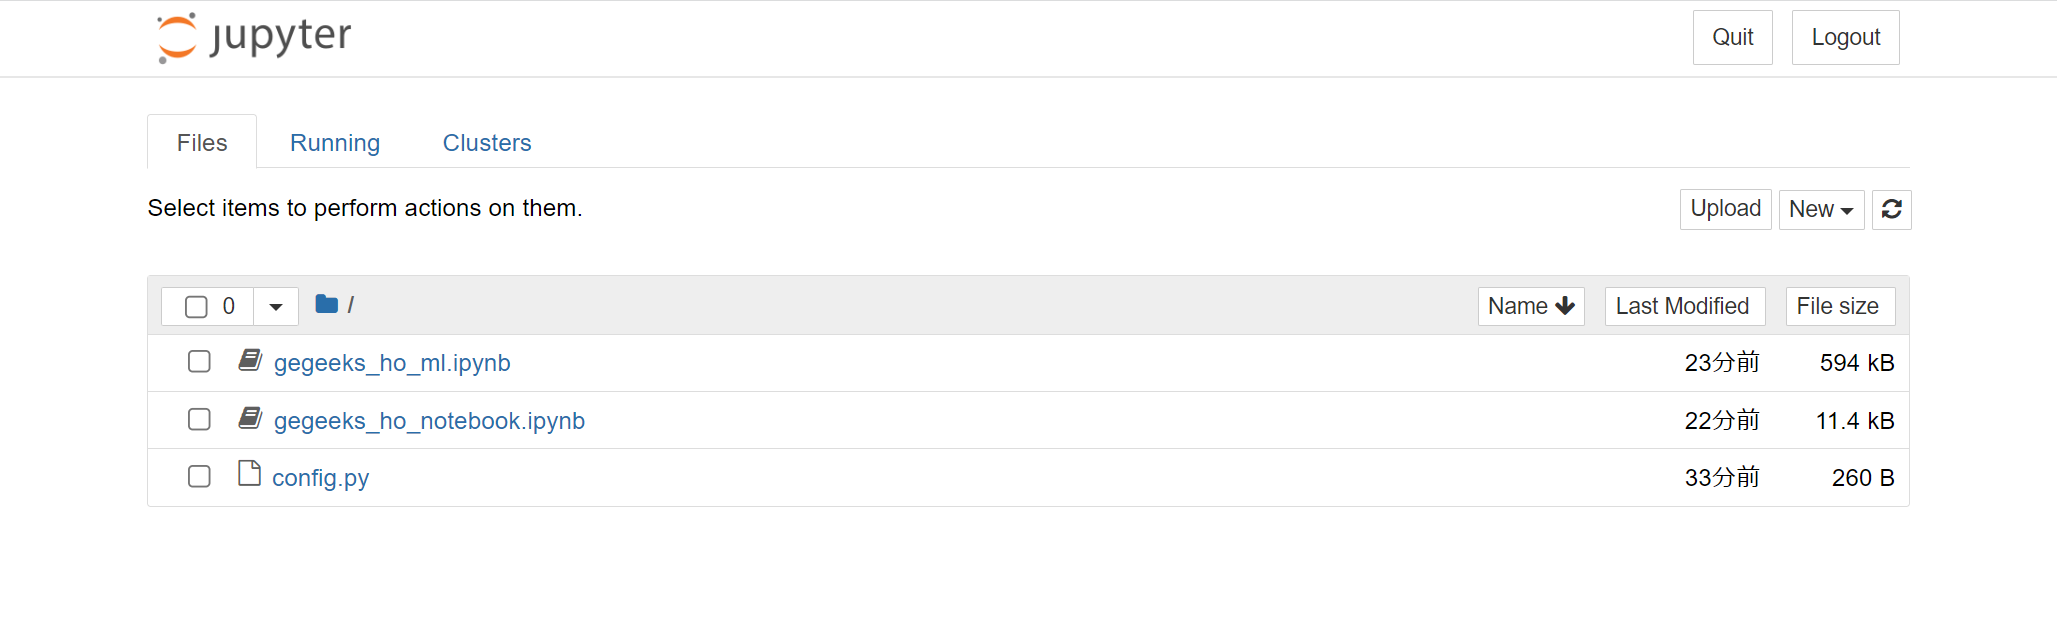 jupyter
Quit Logout
Files Running Clusters
Select items to perform actions on them.
Upload New
0 / Name Last Modified File size
gegeeks_ho_ml.ipynb 23分前 594 kB
gegeeks_ho_notebook.ipynb 22分前 11.4 kB
config.py 33分前 260 B